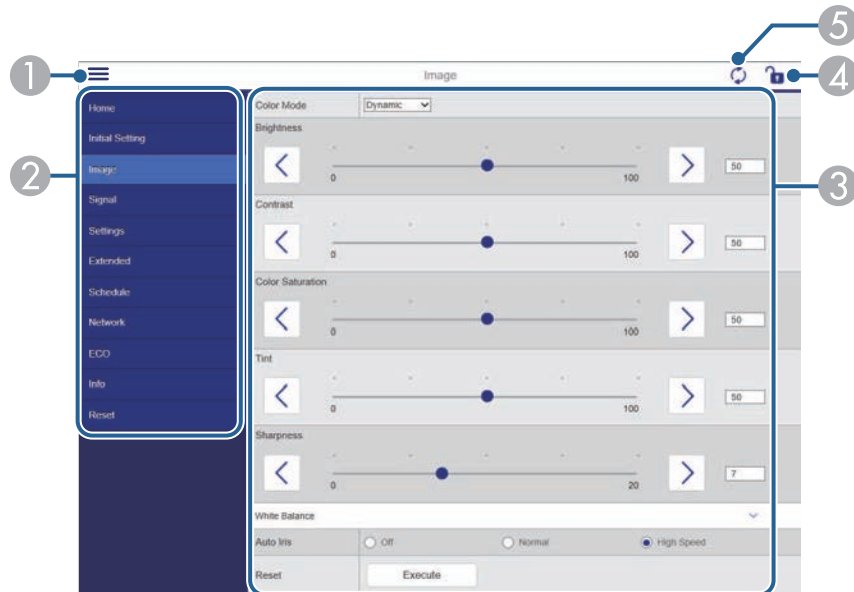 5
1
Image
4
Home
Color Mode
Dynamic
Brightness
Initial Setting
2
Image
0
100
50
3
Signal
Contrast
Settings
0
100
50
Extended
Color Saturation
Schedule
Network
0
100
50
ECO
Tint
Info
0
100
50
Reset
Sharpness
0
20
7
White Balance
Auto Iris
Off
Normal
High Speed
Reset
Execute